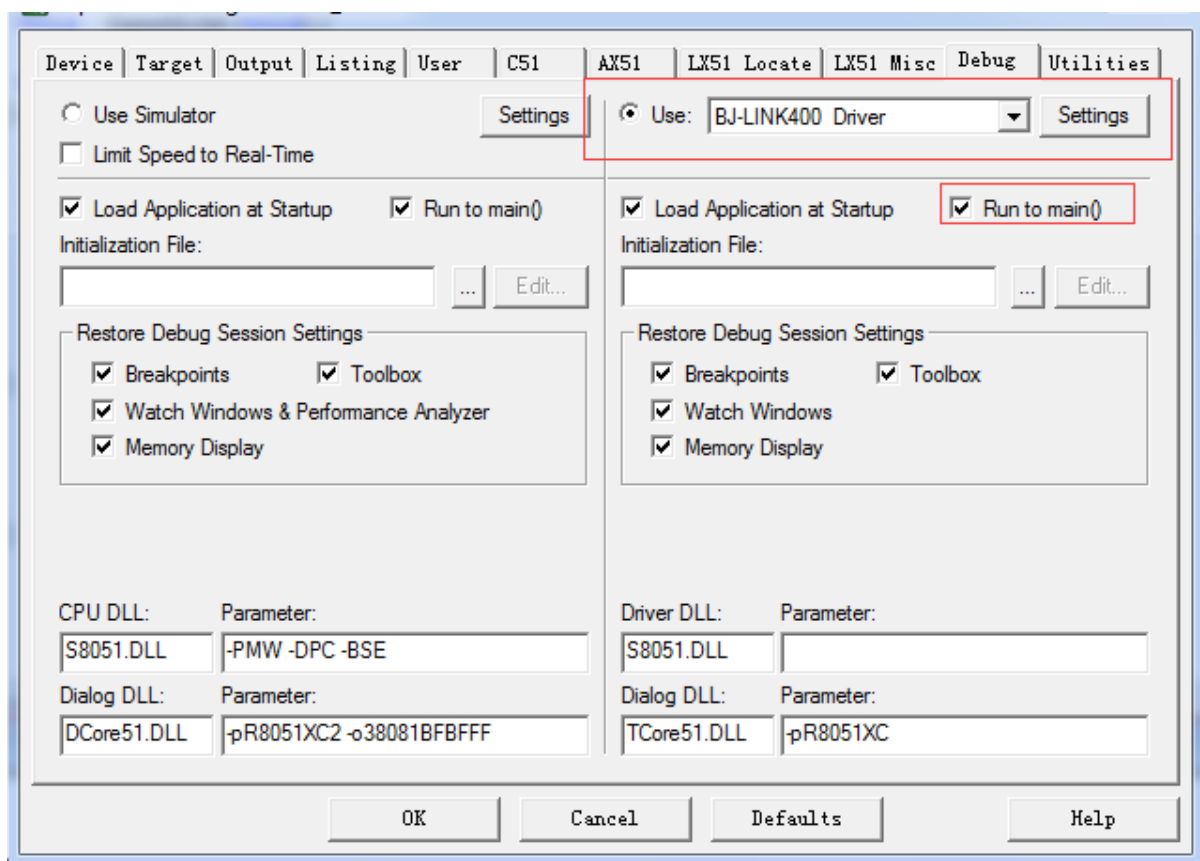 Device Target Output Listing User C51 AX51 LX51 Locate LX51 Misc Debug Utilities
Use Simulator Settings
Limit Speed to Real-Time
Use: BJ-LINK400 Driver Settings
Load Application at Startup Run to main()
Initialization File:
... Edit...
Restore Debug Session Settings
Breakpoints Toolbox
Watch Windows & Performance Analyzer
Memory Display
Load Application at Startup Run to main()
Initialization File:
... Edit...
Restore Debug Session Settings
Breakpoints Toolbox
Watch Windows
Memory Display
CPU DLL: Parameter:
S8051.DLL -PMW -DPC -BSE
Dialog DLL: Parameter:
DCore51.DLL -pR8051XC2 -o38081BFBFFF
Driver DLL: Parameter:
S8051.DLL
Dialog DLL: Parameter:
TCore51.DLL -pR8051XC
OK Cancel Defaults Help